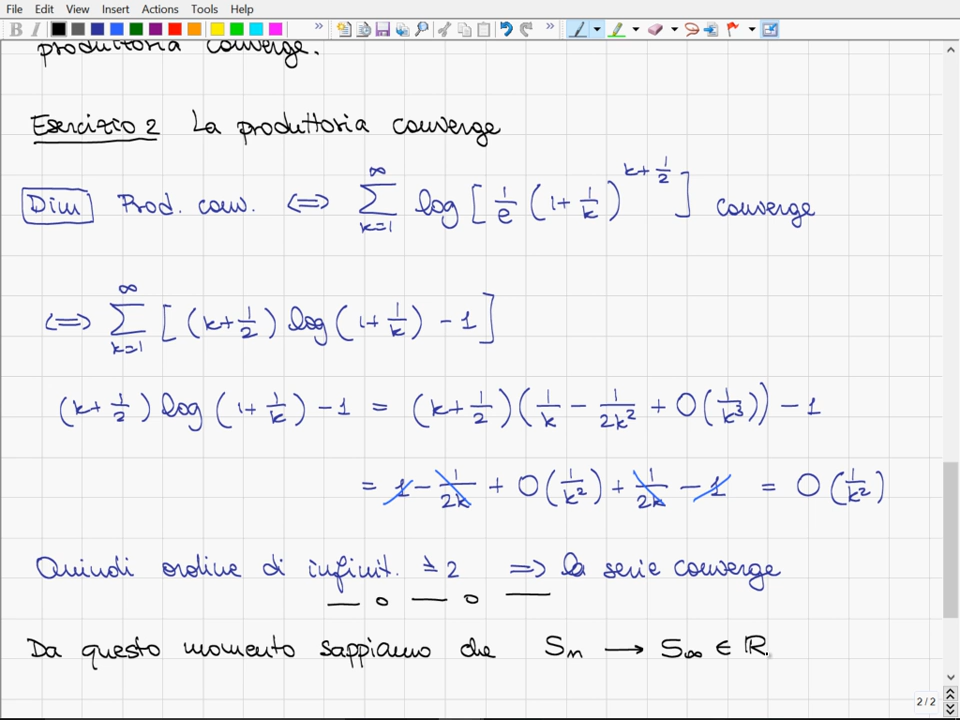 File Edit View Insert Actions Tools Help
B I
produttoria converge.
Esercizio 2 La produttoria converge
Dim Prod. conv. <=> ∑_{k=1}^{∞} log [ 1/e (1 + 1/k)^{k + 1/2} ] converge
<=> ∑_{k=1}^{∞} [ (k + 1/2) log (1 + 1/k) - 1 ]
(k + 1/2) log (1 + 1/k) - 1 = (k + 1/2) (1/k - 1/2k² + O(1/k³)) - 1
= 1 - 1/2k + O(1/k²) + 1/2k - 1 = O(1/k²)
Quindi ordine di infinit. ≥ 2 => la serie converge
— o — o —
Da questo momento sappiamo che Sn → S∞ ∈ ℝ.
2 / 2